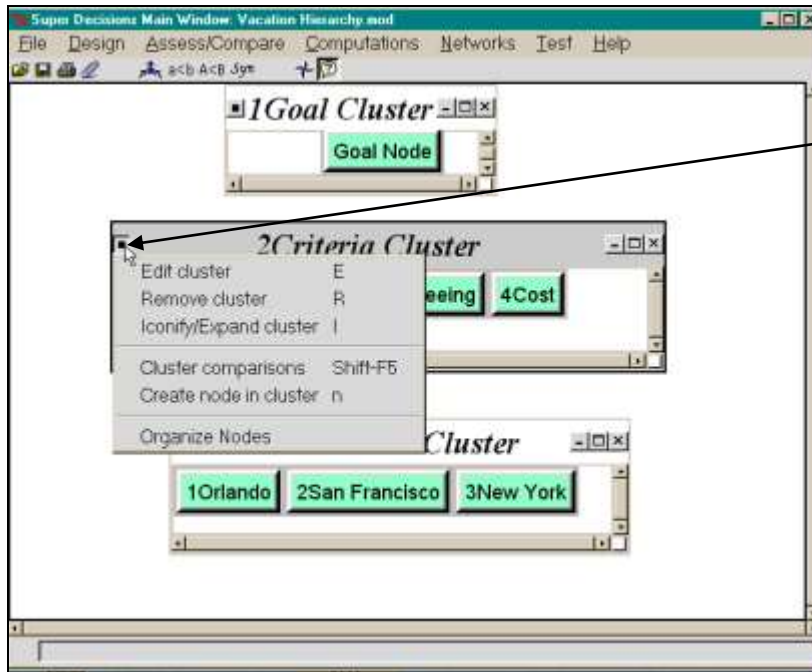 Super Decisions Main Window: Vacation Hierarchy.mod
File Design Assess/Compare Computations Networks Test Help
a<b A<B Sys
1Goal Cluster
Goal Node
2Criteria Cluster
Edit cluster E
Remove cluster R
Iconify/Expand cluster I
eeing 4Cost
Cluster comparisons Shift-F5
Create node in cluster n
Organize Nodes
Cluster
1Orlando 2San Francisco 3New York